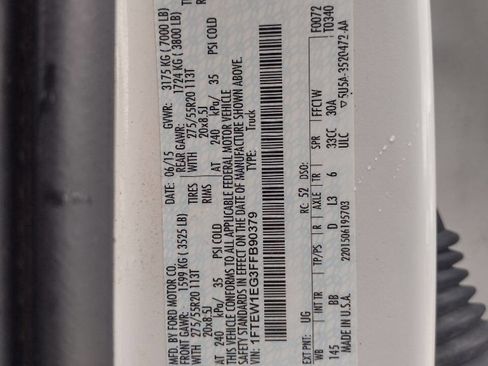 MFD. BY FORD MOTOR CO.
DATE: 06/15 GVWR: 3175 KG ( 7000 LB)
FRONT GAWR: 1599 KG ( 3525 LB) REAR GAWR: 1724 KG ( 3800 LB)
WITH 275/55R20 113T TIRES WITH 275/55R20 113T
20x8.5J RIMS 20x8.5J
AT 240 kPa/ 35 PSI COLD AT 240 kPa/ 35 PSI COLD
THIS VEHICLE CONFORMS TO ALL APPLICABLE FEDERAL MOTOR VEHICLE
SAFETY STANDARDS IN EFFECT ON THE DATE OF MANUFACTURE SHOWN ABOVE.
VIN: 1FTEW1EG3FFB90379 TYPE: Truck
F0072
T0340
EXT PNT: UG RC: 52 DSO:
WB INT TR TP/PS R AXLE TR SPR FFC1W
145 BB D L3 6 33CC 30A
ULC
MADE IN U.S.A. 2201506195703 5U5A-3520472-AA